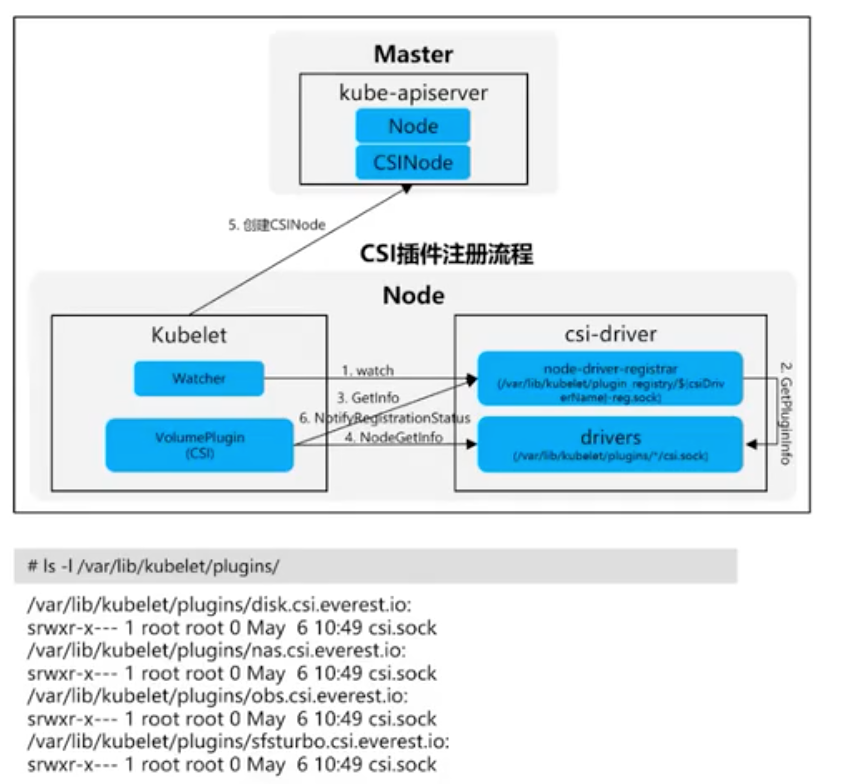 Master
kube-apiserver
Node
CSINode
5. 创建CSINode
CSI插件注册流程
Node
Kubelet
csi-driver
Watcher
1. watch
node-driver-registrar
(/var/lib/kubelet/plugin_registry/${csiDriv
erName}-reg.sock)
2. GetPluginInfo
3. GetInfo
6. NotifyRegistrationStatus
VolumePlugin
(CSI)
4. NodeGetInfo
drivers
(/var/lib/kubelet/plugins/*/csi.sock)
# ls -l /var/lib/kubelet/plugins/
/var/lib/kubelet/plugins/disk.csi.everest.io:
srwxr-x--- 1 root root 0 May  6 10:49 csi.sock
/var/lib/kubelet/plugins/nas.csi.everest.io:
srwxr-x--- 1 root root 0 May  6 10:49 csi.sock
/var/lib/kubelet/plugins/obs.csi.everest.io:
srwxr-x--- 1 root root 0 May  6 10:49 csi.sock
/var/lib/kubelet/plugins/sfsturbo.csi.everest.io:
srwxr-x--- 1 root root 0 May  6 10:49 csi.sock